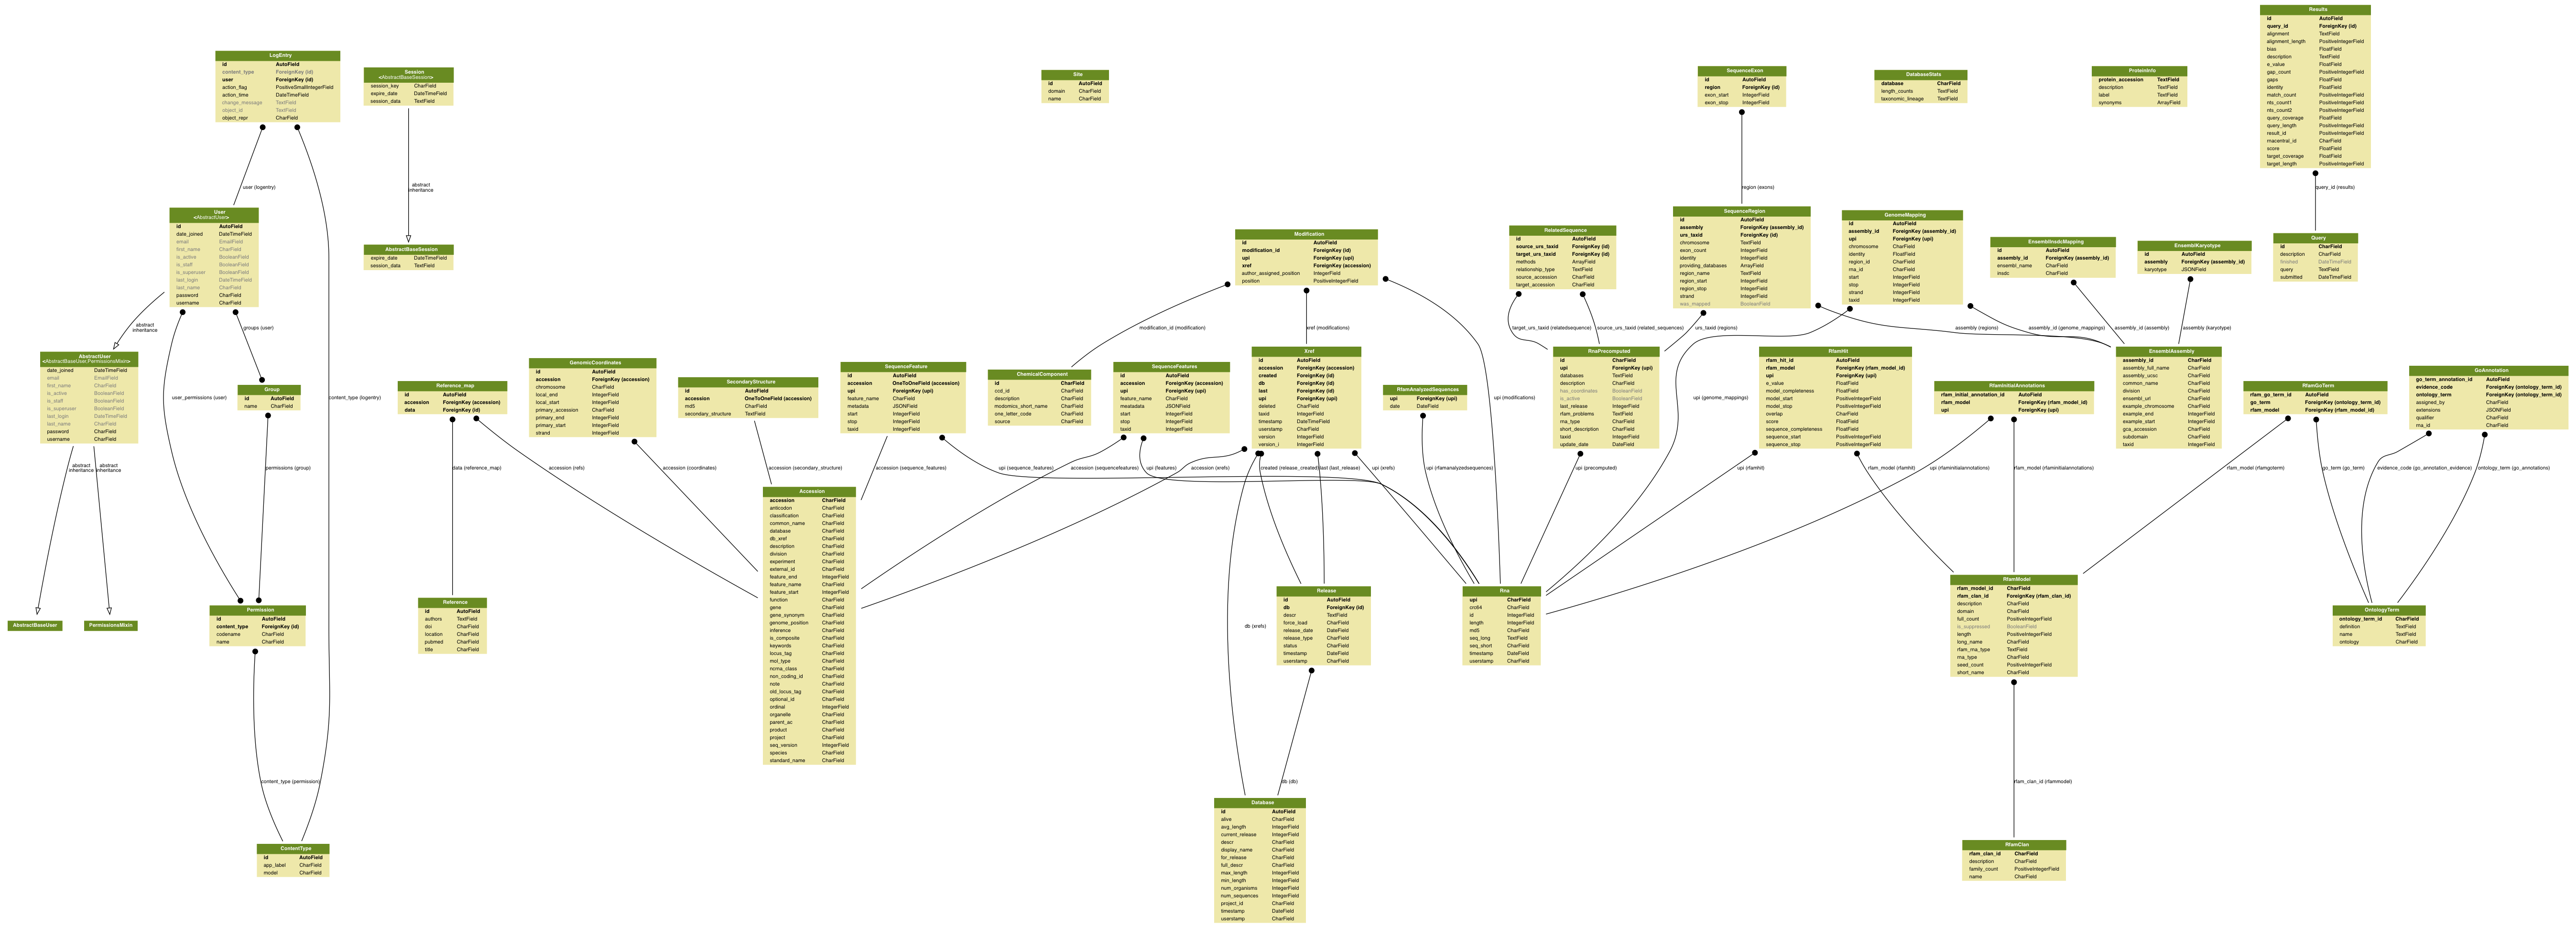 LogEntry
id AutoField
content_type ForeignKey (id)
user ForeignKey (id)
action_flag PositiveSmallIntegerField
action_time DateTimeField
change_message TextField
object_id TextField
object_repr CharField
Session
<AbstractBaseSession>
session_key CharField
expire_date DateTimeField
session_data TextField
Site
id AutoField
domain CharField
name CharField
SequenceExon
id AutoField
region ForeignKey (id)
exon_start IntegerField
exon_stop IntegerField
DatabaseStats
database CharField
length_counts TextField
taxonomic_lineage TextField
ProteinInfo
protein_accession TextField
description TextField
label TextField
synonyms ArrayField
Results
id AutoField
query_id ForeignKey (id)
alignment TextField
alignment_length PositiveIntegerField
bias FloatField
description TextField
e_value FloatField
gap_count PositiveIntegerField
gaps FloatField
identity FloatField
match_count PositiveIntegerField
nts_count1 PositiveIntegerField
nts_count2 PositiveIntegerField
query_coverage FloatField
query_length PositiveIntegerField
result_id PositiveIntegerField
rnacentral_id CharField
score FloatField
target_coverage FloatField
target_length PositiveIntegerField
user (logentry)
abstract
inheritance
region (exons)
query_id (results)
User
<AbstractUser>
id AutoField
date_joined DateTimeField
email EmailField
first_name CharField
is_active BooleanField
is_staff BooleanField
is_superuser BooleanField
last_login DateTimeField
last_name CharField
password CharField
username CharField
AbstractBaseSession
expire_date DateTimeField
session_data TextField
Modification
id AutoField
modification_id ForeignKey (id)
upi ForeignKey (upi)
xref ForeignKey (accession)
author_assigned_position IntegerField
position PositiveIntegerField
RelatedSequence
id AutoField
source_urs_taxid ForeignKey (id)
target_urs_taxid ForeignKey (id)
methods ArrayField
relationship_type TextField
source_accession CharField
target_accession CharField
SequenceRegion
id AutoField
assembly ForeignKey (assembly_id)
urs_taxid ForeignKey (id)
chromosome TextField
exon_count IntegerField
identity IntegerField
providing_databases ArrayField
region_name TextField
region_start IntegerField
region_stop IntegerField
strand IntegerField
was_mapped BooleanField
GenomeMapping
id AutoField
assembly_id ForeignKey (assembly_id)
upi ForeignKey (upi)
chromosome CharField
identity FloatField
region_id CharField
rna_id CharField
start IntegerField
stop IntegerField
strand IntegerField
taxid IntegerField
EnsemblInsdcMapping
id AutoField
assembly_id ForeignKey (assembly_id)
ensembl_name CharField
insdc CharField
EnsemblKaryotype
id AutoField
assembly ForeignKey (assembly_id)
karyotype JSONField
Query
id CharField
description CharField
finished DateTimeField
query TextField
submitted DateTimeField
abstract
inheritance
groups (user)
modification_id (modification)
xref (modifications)
target_urs_taxid (relatedsequence)
source_urs_taxid (related_sequences)
urs_taxid (regions)
assembly (regions)
assembly_id (genome_mappings)
assembly_id (assembly)
assembly (karyotype)
AbstractUser
<AbstractBaseUser,PermissionsMixin>
date_joined DateTimeField
email EmailField
first_name CharField
is_active BooleanField
is_staff BooleanField
is_superuser BooleanField
last_login DateTimeField
last_name CharField
password CharField
username CharField
Group
id AutoField
name CharField
user_permissions (user)
content_type (logentry)
Reference_map
id AutoField
accession ForeignKey (accession)
data ForeignKey (id)
GenomicCoordinates
id AutoField
accession ForeignKey (accession)
chromosome CharField
local_end IntegerField
local_start IntegerField
primary_accession CharField
primary_end IntegerField
primary_start IntegerField
strand IntegerField
SecondaryStructure
id AutoField
accession OneToOneField (accession)
md5 CharField
secondary_structure TextField
SequenceFeature
id AutoField
accession OneToOneField (accession)
upi ForeignKey (upi)
feature_name CharField
metadata JSONField
start IntegerField
stop IntegerField
taxid IntegerField
ChemicalComponent
id CharField
ccd_id CharField
description CharField
modomics_short_name CharField
one_letter_code CharField
source CharField
SequenceFeatures
id AutoField
accession ForeignKey (accession)
upi ForeignKey (upi)
feature_name CharField
meatadata JSONField
start IntegerField
stop IntegerField
taxid IntegerField
Xref
id AutoField
accession ForeignKey (accession)
created ForeignKey (id)
db ForeignKey (id)
last ForeignKey (id)
upi ForeignKey (upi)
deleted CharField
taxid IntegerField
timestamp DateTimeField
userstamp CharField
version IntegerField
version_i IntegerField
RfamAnalyzedSequences
upi ForeignKey (upi)
date DateField
upi (modifications)
RnaPrecomputed
id CharField
upi ForeignKey (upi)
databases TextField
description CharField
has_coordinates BooleanField
is_active BooleanField
last_release IntegerField
rfam_problems TextField
rna_type CharField
short_description CharField
taxid IntegerField
update_date DateField
upi (genome_mappings)
RfamHit
rfam_hit_id AutoField
rfam_model ForeignKey (rfam_model_id)
upi ForeignKey (upi)
e_value FloatField
model_completeness FloatField
model_start PositiveIntegerField
model_stop PositiveIntegerField
overlap CharField
score FloatField
sequence_completeness FloatField
sequence_start PositiveIntegerField
sequence_stop PositiveIntegerField
RfamInitialAnnotations
rfam_initial_annotation_id AutoField
rfam_model ForeignKey (rfam_model_id)
upi ForeignKey (upi)
EnsemblAssembly
assembly_id CharField
assembly_full_name CharField
assembly_ucsc CharField
common_name CharField
division CharField
ensembl_url CharField
example_chromosome CharField
example_end IntegerField
example_start IntegerField
gca_accession CharField
subdomain CharField
taxid IntegerField
RfamGoTerm
rfam_go_term_id AutoField
go_term ForeignKey (ontology_term_id)
rfam_model ForeignKey (rfam_model_id)
GoAnnotation
go_term_annotation_id AutoField
evidence_code ForeignKey (ontology_term_id)
ontology_term ForeignKey (ontology_term_id)
assigned_by CharField
extensions JSONField
qualifier CharField
rna_id CharField
abstract
inheritance
abstract
inheritance
permissions (group)
data (reference_map)
accession (refs)
accession (coordinates)
accession (secondary_structure)
accession (sequence_features)
upi (sequence_features)
accession (sequencefeatures)
upi (features)
accession (xrefs)
created (release_created)
last (last_release)
upi (xrefs)
upi (rfamanalyzedsequences)
upi (precomputed)
upi (rfamhit)
rfam_model (rfamhit)
upi (rfaminitialannotations)
rfam_model (rfaminitialannotations)
rfam_model (rfamgoterm)
go_term (go_term)
evidence_code (go_annotation_evidence)
ontology_term (go_annotations)
AbstractBaseUser
PermissionsMixin
Permission
id AutoField
content_type ForeignKey (id)
codename CharField
name CharField
Reference
id AutoField
authors TextField
doi CharField
location CharField
pubmed CharField
title CharField
Accession
accession CharField
anticodon CharField
classification CharField
common_name CharField
database CharField
db_xref CharField
description CharField
division CharField
experiment CharField
external_id CharField
feature_end IntegerField
feature_name CharField
feature_start IntegerField
function CharField
gene CharField
gene_synonym CharField
genome_position CharField
inference CharField
is_composite CharField
keywords CharField
locus_tag CharField
mol_type CharField
ncrna_class CharField
non_coding_id CharField
note CharField
old_locus_tag CharField
optional_id CharField
ordinal IntegerField
organelle CharField
parent_ac CharField
product CharField
project CharField
seq_version IntegerField
species CharField
standard_name CharField
db (xrefs)
Release
id AutoField
db ForeignKey (id)
descr TextField
force_load CharField
release_date DateField
release_type CharField
status CharField
timestamp DateField
userstamp CharField
Rna
upi CharField
crc64 CharField
id IntegerField
length IntegerField
md5 CharField
seq_long TextField
seq_short CharField
timestamp DateField
userstamp CharField
RfamModel
rfam_model_id CharField
rfam_clan_id ForeignKey (rfam_clan_id)
description CharField
domain CharField
full_count PositiveIntegerField
is_suppressed BooleanField
length PositiveIntegerField
long_name CharField
rfam_rna_type TextField
rna_type CharField
seed_count PositiveIntegerField
short_name CharField
OntologyTerm
ontology_term_id CharField
definition TextField
name TextField
ontology CharField
content_type (permission)
db (db)
rfam_clan_id (rfammodel)
ContentType
id AutoField
app_label CharField
model CharField
Database
id AutoField
alive CharField
avg_length IntegerField
current_release IntegerField
descr CharField
display_name CharField
for_release CharField
full_descr CharField
max_length IntegerField
min_length IntegerField
num_organisms IntegerField
num_sequences IntegerField
project_id CharField
timestamp DateField
userstamp CharField
RfamClan
rfam_clan_id CharField
description CharField
family_count PositiveIntegerField
name CharField